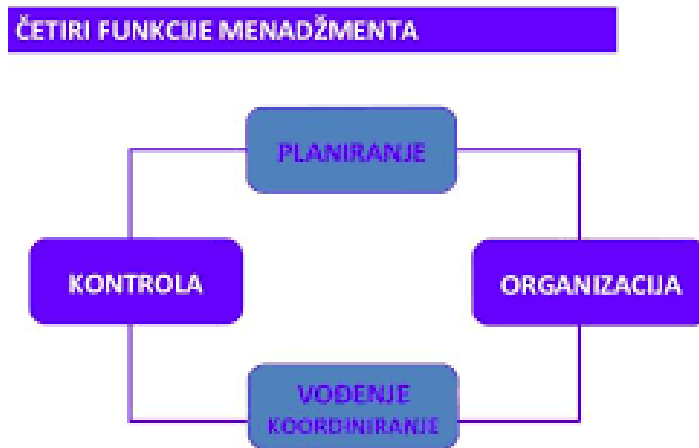 ČETIRI FUNKCIJE MENADŽMENTA
PLANIRANJE
KONTROLA
ORGANIZACIJA
VOĐENJE
KOORDINIRANJE